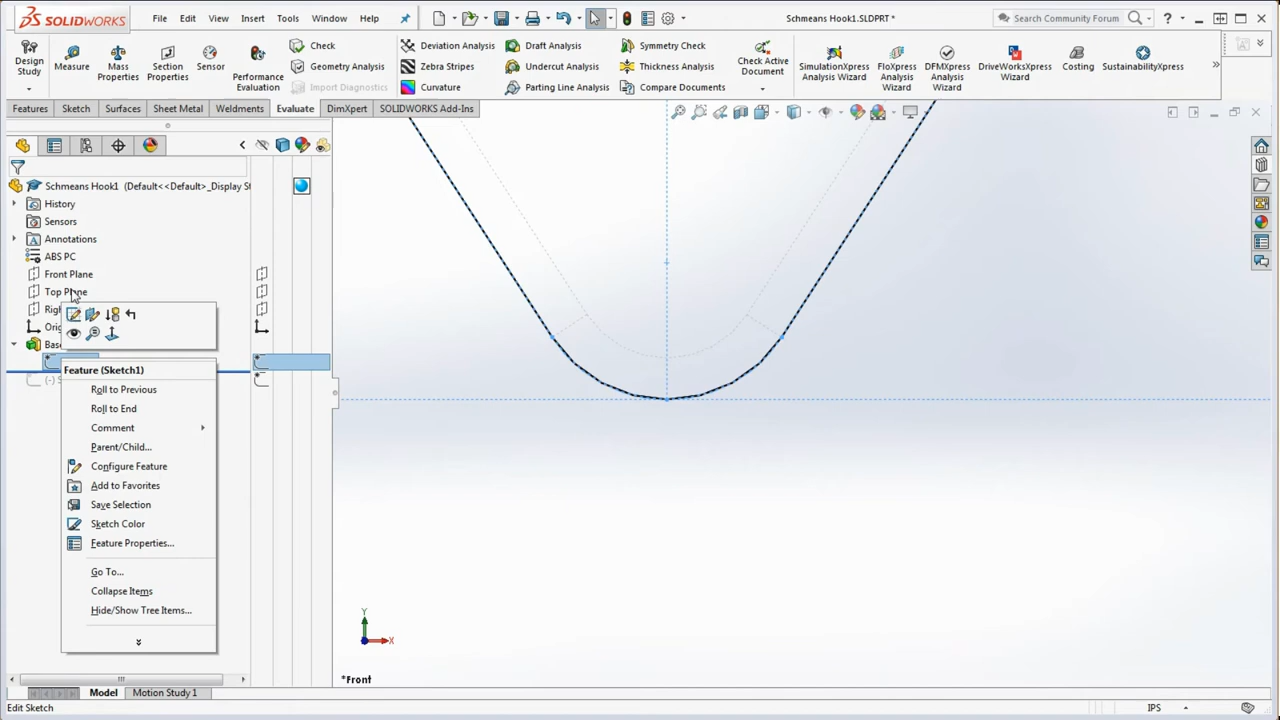 SOLIDWORKS File Edit View Insert Tools Window Help Schmeans Hook1.SLDPRT * Search Community Forum
Design Study Measure Mass Properties Section Properties Sensor Performance Evaluation
Check
Geometry Analysis
Import Diagnostics
Deviation Analysis
Zebra Stripes
Curvature
Draft Analysis
Undercut Analysis
Parting Line Analysis
Symmetry Check
Thickness Analysis
Compare Documents
Check Active Document SimulationXpress Analysis Wizard FloXpress Analysis Wizard DFMXpress Analysis Wizard DriveWorksXpress Wizard Costing SustainabilityXpress
Features Sketch Surfaces Sheet Metal Weldments Evaluate DimXpert SOLIDWORKS Add-Ins
Schmeans Hook1 (Default<<Default>_Display St
History
Sensors
Annotations
ABS PC
Front Plane
Top Plane
Rig
Orig
Base
(-) S
Feature (Sketch1)
Roll to Previous
Roll to End
Comment
Parent/Child...
Configure Feature
Add to Favorites
Save Selection
Sketch Color
Feature Properties...
Go To...
Collapse Items
Hide/Show Tree Items...
Y
X
*Front
Model Motion Study 1
Edit Sketch IPS